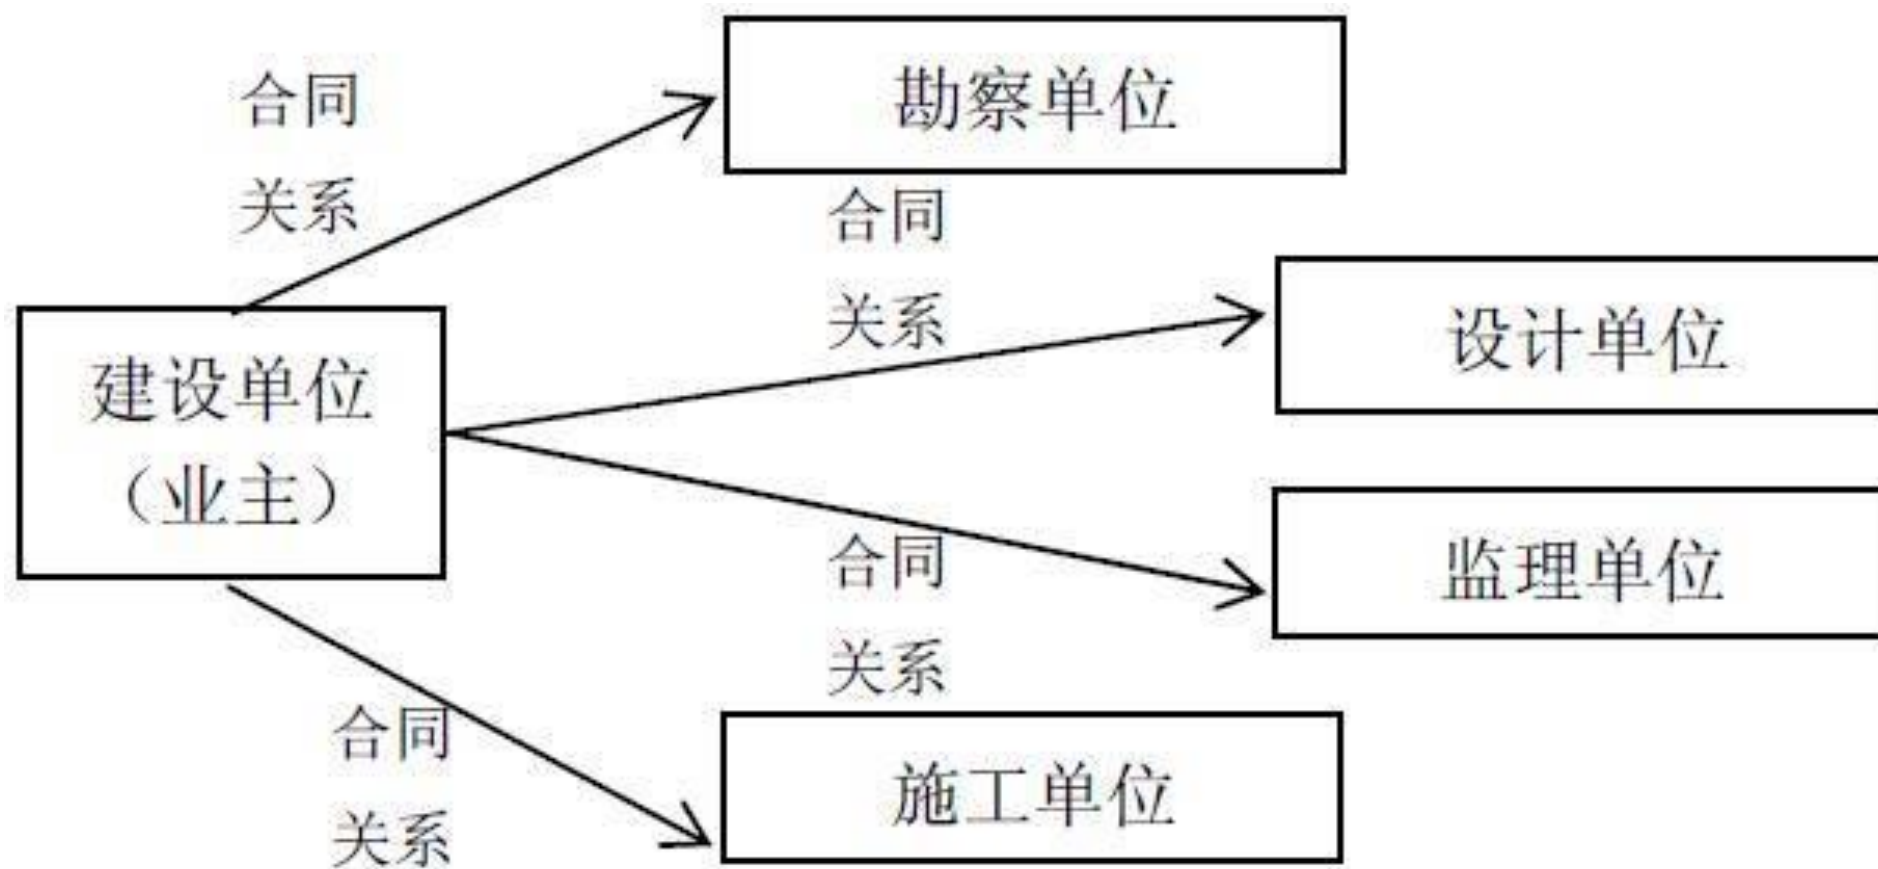 合同
关系
勘察单位
合同
关系
设计单位
建设单位
（业主）
合同
关系
监理单位
合同
关系
施工单位